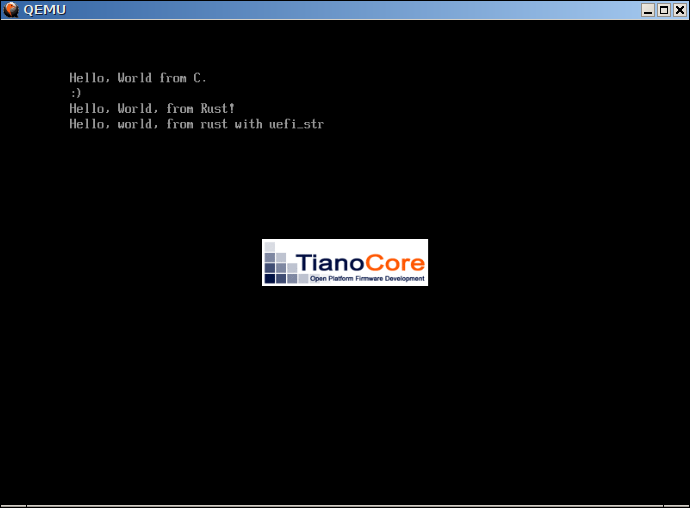 QEMU
Hello, World from C.
:)
Hello, World, from Rust!
Hello, world, from rust with uefi_str
TianoCore
Open Platform Firmware Development